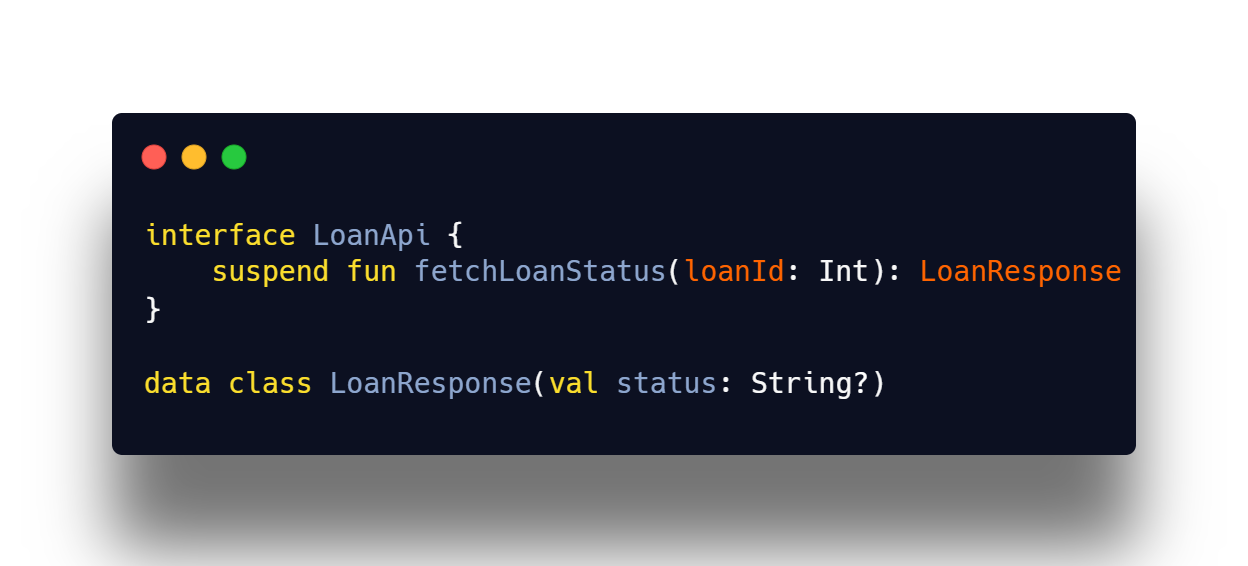 interface LoanApi {
    suspend fun fetchLoanStatus(loanId: Int): LoanResponse
}

data class LoanResponse(val status: String?)